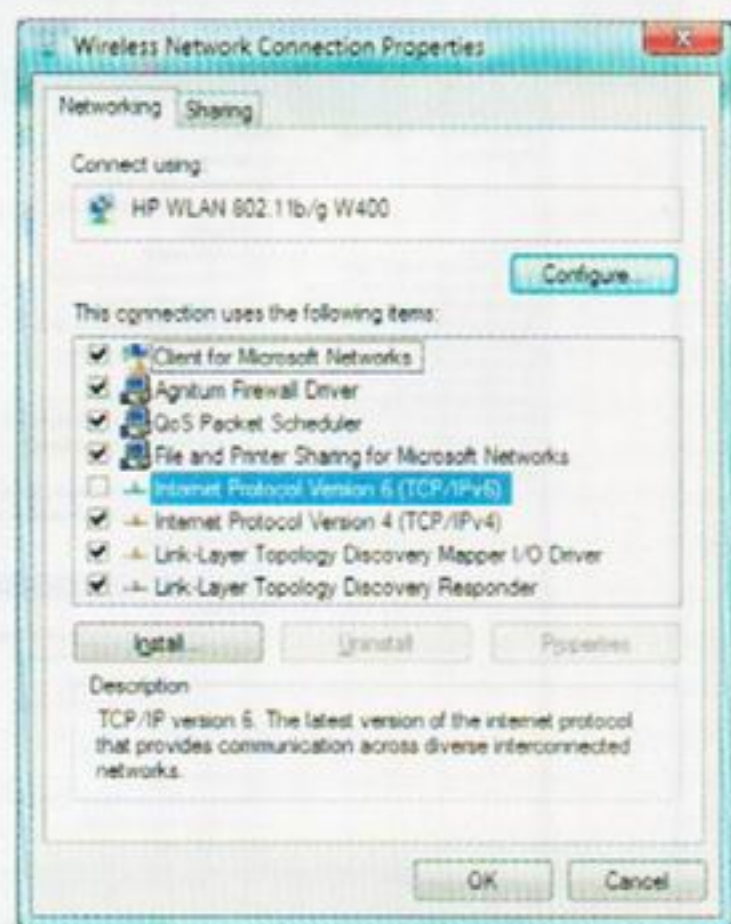 Wireless Network Connection Properties
Networking
Sharing
Connect using:
HP WLAN 802.11b/g W400
Configure...
This connection uses the following items:
Client for Microsoft Networks
Agnitum Firewall Driver
QoS Packet Scheduler
File and Printer Sharing for Microsoft Networks
Internet Protocol Version 6 (TCP/IPv6)
Internet Protocol Version 4 (TCP/IPv4)
Link-Layer Topology Discovery Mapper I/O Driver
Link-Layer Topology Discovery Responder
Install...
Uninstall
Properties
Description
TCP/IP version 6. The latest version of the internet protocol
that provides communication across diverse interconnected
networks.
OK
Cancel